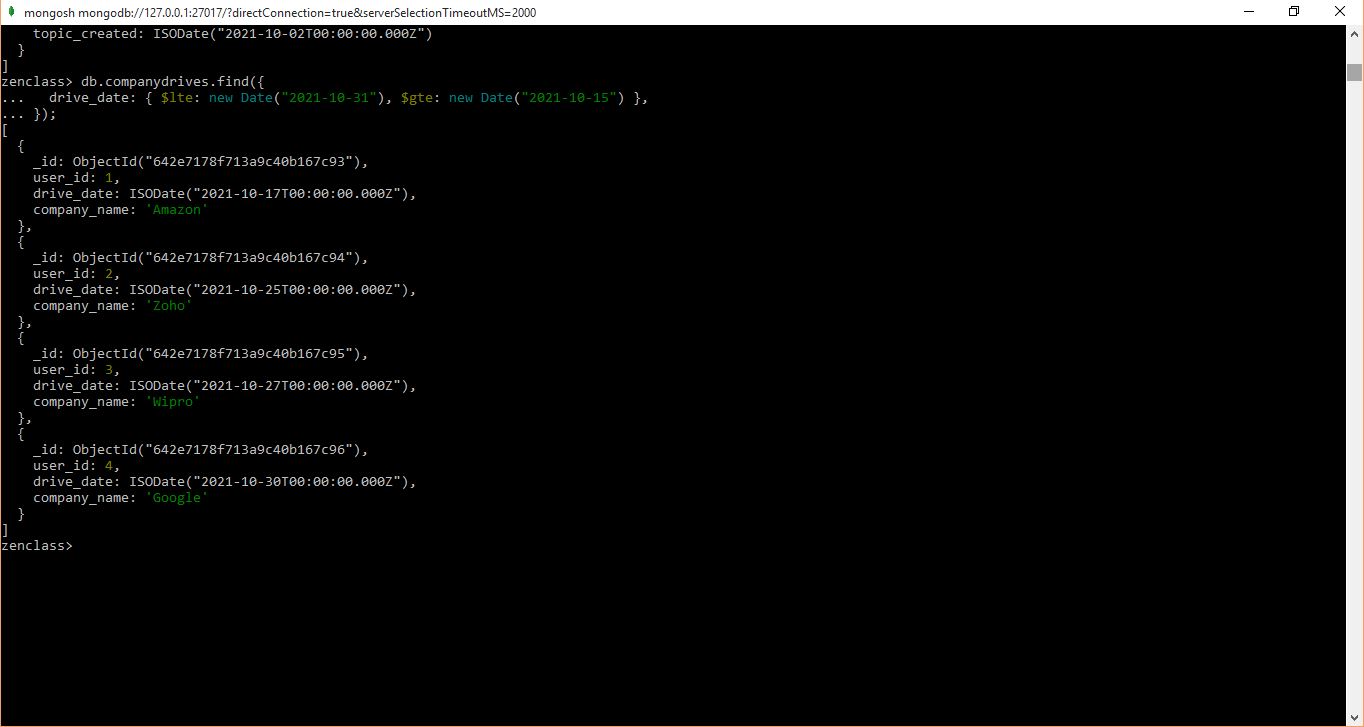 mongosh mongodb://127.0.0.1:27017/?directConnection=true&serverSelectionTimeoutMS=2000
    topic_created: ISODate("2021-10-02T00:00:00.000Z")
  }
]
zenclass> db.companydrives.find({
...   drive_date: { $lte: new Date("2021-10-31"), $gte: new Date("2021-10-15") },
... });
[
  {
    _id: ObjectId("642e7178f713a9c40b167c93"),
    user_id: 1,
    drive_date: ISODate("2021-10-17T00:00:00.000Z"),
    company_name: 'Amazon'
  },
  {
    _id: ObjectId("642e7178f713a9c40b167c94"),
    user_id: 2,
    drive_date: ISODate("2021-10-25T00:00:00.000Z"),
    company_name: 'Zoho'
  },
  {
    _id: ObjectId("642e7178f713a9c40b167c95"),
    user_id: 3,
    drive_date: ISODate("2021-10-27T00:00:00.000Z"),
    company_name: 'Wipro'
  },
  {
    _id: ObjectId("642e7178f713a9c40b167c96"),
    user_id: 4,
    drive_date: ISODate("2021-10-30T00:00:00.000Z"),
    company_name: 'Google'
  }
]
zenclass>